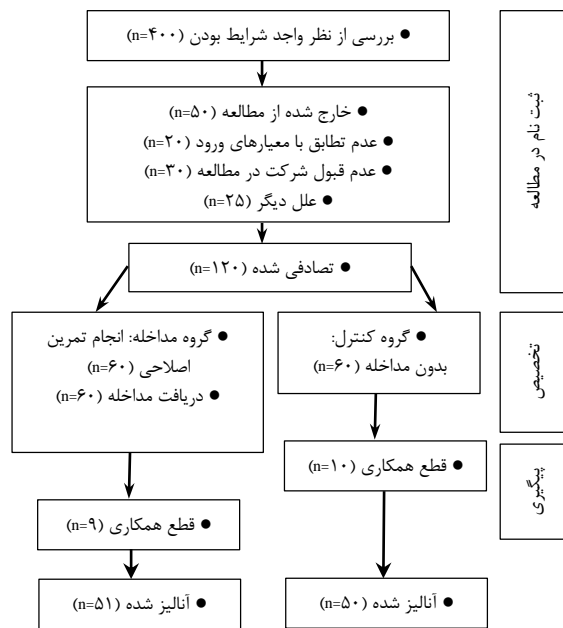 ● بررسی از نظر واجد شرایط بودن (n=۴۰۰)
● خارج شده از مطالعه (n=۵۰)
● عدم تطابق با معیارهای ورود (n=۲۰)
● عدم قبول شرکت در مطالعه (n=۳۰)
● علل دیگر (n=۲۵)
● تصادفی شده (n=۱۲۰)
ثبت نام در مطالعه
● گروه کنترل:
بدون مداخله (n=۶۰)
● گروه مداخله: انجام تمرین
اصلاحی (n=۶۰)
● دریافت مداخله (n=۶۰)
تخصیص
● قطع همکاری (n=۱۰)
● قطع همکاری (n=۹)
پیگیری
● آنالیز شده (n=۵۰)
● آنالیز شده (n=۵۱)